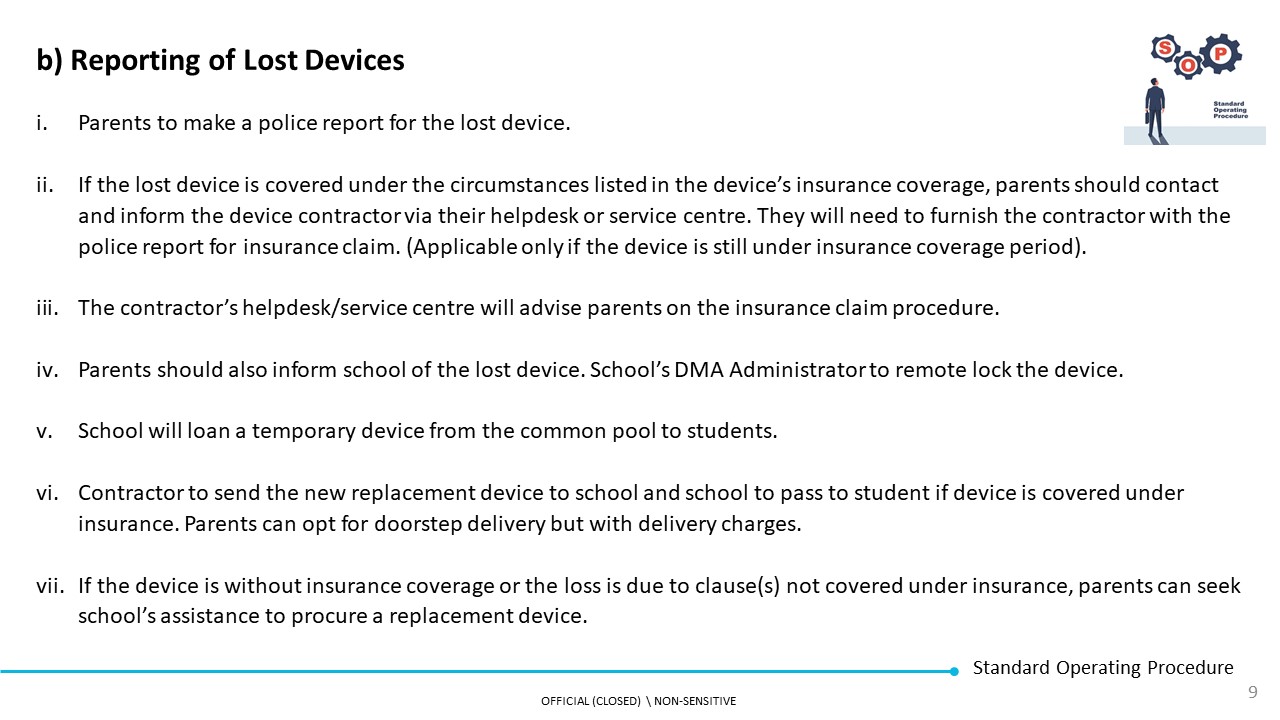 b) Reporting of Lost Devices
S
O
P
Standard
Operating
Procedure
i. Parents to make a police report for the lost device.
ii. If the lost device is covered under the circumstances listed in the device’s insurance coverage, parents should contact
and inform the device contractor via their helpdesk or service centre. They will need to furnish the contractor with the
police report for insurance claim. (Applicable only if the device is still under insurance coverage period).
iii. The contractor’s helpdesk/service centre will advise parents on the insurance claim procedure.
iv. Parents should also inform school of the lost device. School’s DMA Administrator to remote lock the device.
v. School will loan a temporary device from the common pool to students.
vi. Contractor to send the new replacement device to school and school to pass to student if device is covered under
insurance. Parents can opt for doorstep delivery but with delivery charges.
vii. If the device is without insurance coverage or the loss is due to clause(s) not covered under insurance, parents can seek
school’s assistance to procure a replacement device.
Standard Operating Procedure
9
OFFICIAL (CLOSED) \ NON-SENSITIVE